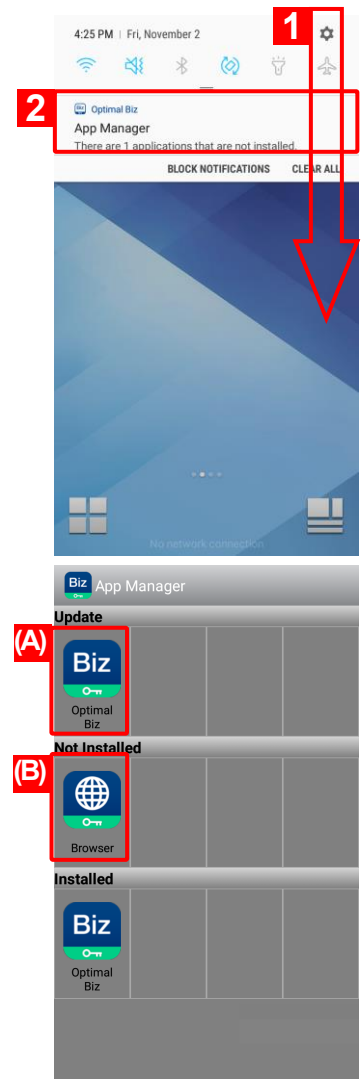 1
4:25 PM | Fri, November 2
2
Biz Optimal Biz
App Manager
There are 1 applications that are not installed.
BLOCK NOTIFICATIONS CLEAR ALL
No network connection
Biz App Manager
Update
(A)
Biz
Optimal
Biz
Not Installed
(B)
Browser
Installed
Biz
Optimal
Biz